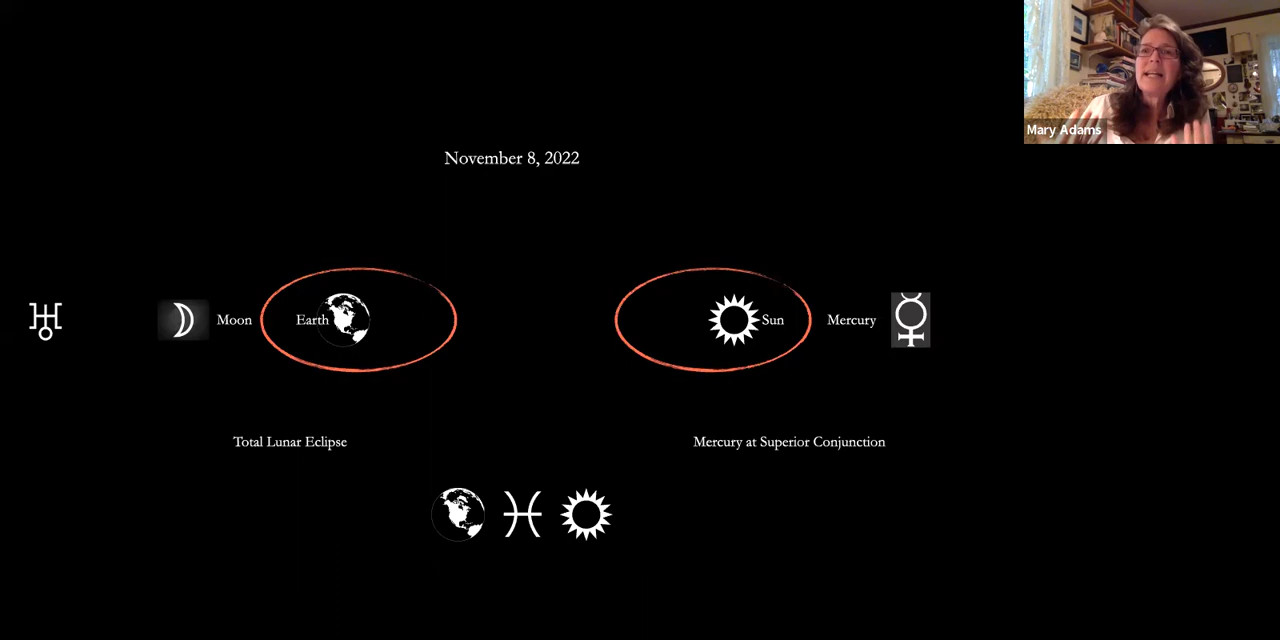 Mary Adams
November 8, 2022
Moon
Earth
Sun
Mercury
Total Lunar Eclipse
Mercury at Superior Conjunction